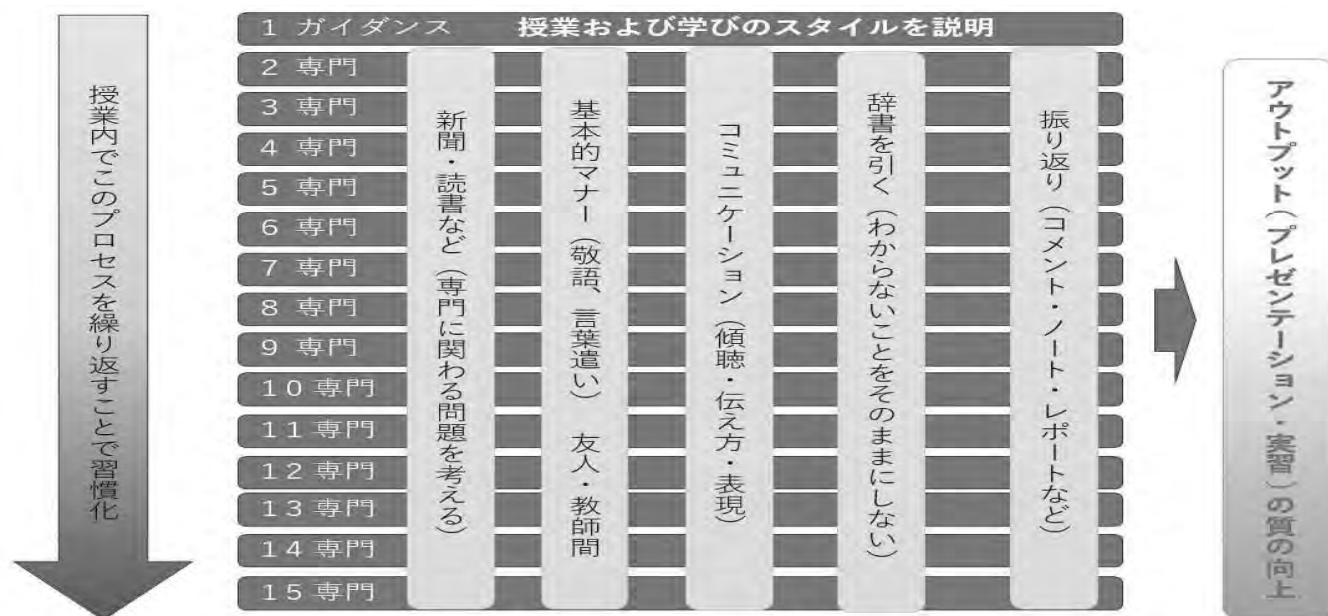 授業内でこのプロセスを繰り返すことで習慣化
1 ガイダンス　授業および学びのスタイルを説明
2 専門
3 専門
4 専門
5 専門
6 専門
7 専門
8 専門
9 専門
10 専門
11 専門
12 専門
13 専門
14 専門
15 専門
新聞・読書など（専門に関わる問題を考える）
基本的マナー（敬語、言葉遣い）　友人・教師間
コミュニケーション（傾聴・伝え方・表現）
辞書を引く（わからないことをそのままにしない）
振り返り（コメント・ノート・レポートなど）
アウトプット（プレゼンテーション・実習）の質の向上